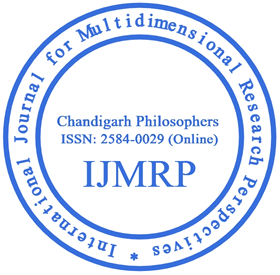 International Journal for Multidimensional Research Perspectives *
Chandigarh Philosophers
ISSN: 2584-0029 (Online)
IJMRP